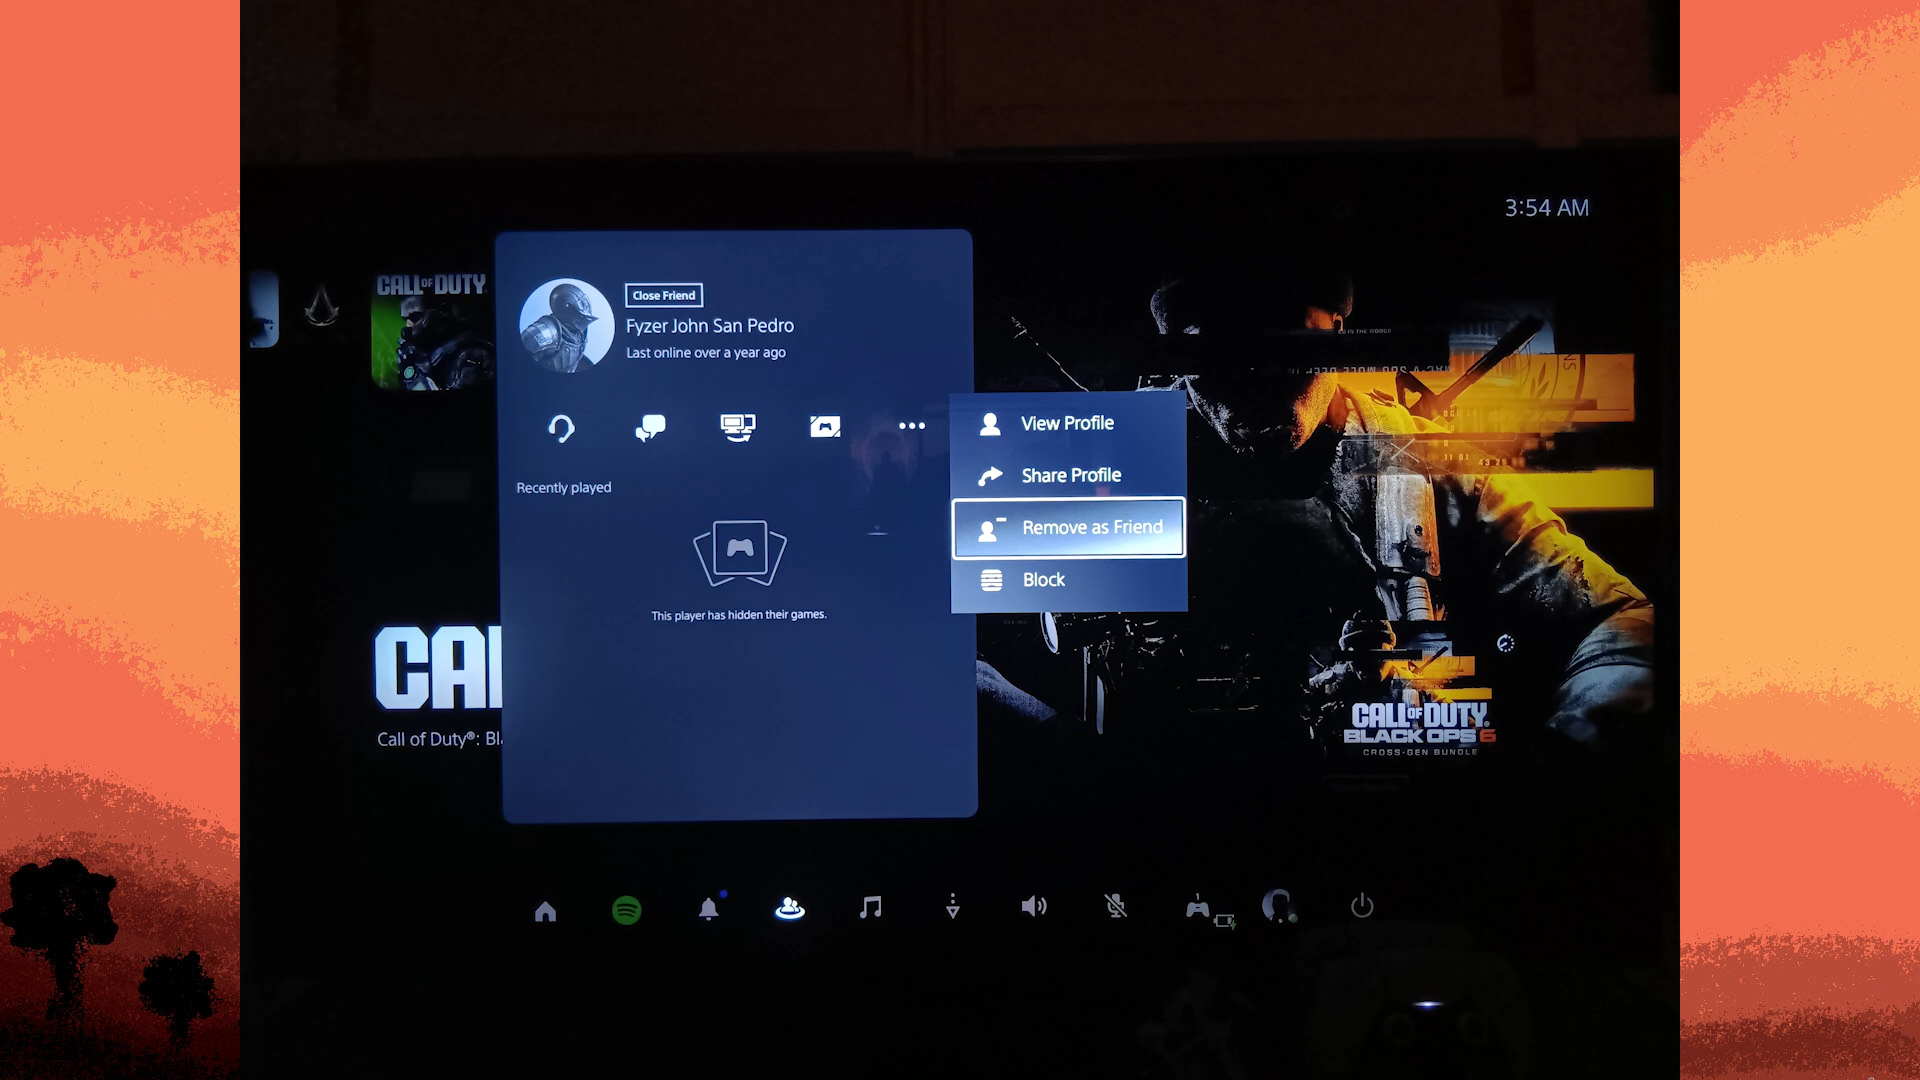 3:54 AM
CALL OF DUTY
Close Friend
Fyzer John San Pedro
Last online over a year ago
View Profile
Share Profile
Remove as Friend
Block
Recently played
This player has hidden their games.
CAL
Call of Duty®: Bl
CALL OF DUTY.
BLACK OPS 6
CROSS-GEN BUNDLE